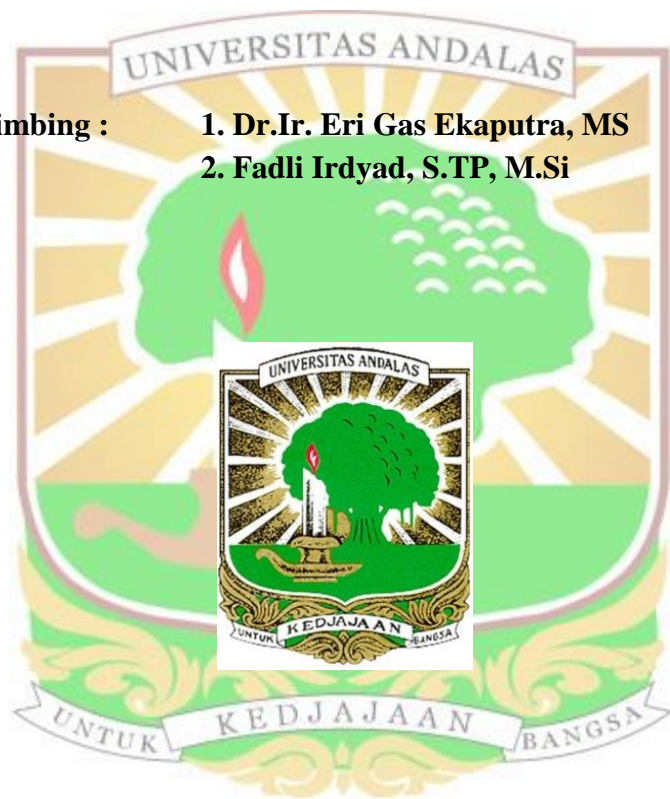 UNIVERSITAS ANDALAS
imbing : 1. Dr.Ir. Eri Gas Ekaputra, MS
2. Fadli Irdyad, S.TP, M.Si
UNIVERSITAS ANDALAS
UNTUK KEDJAJAAN BANGSA
UNTUK KEDJAJAAN BANGSA